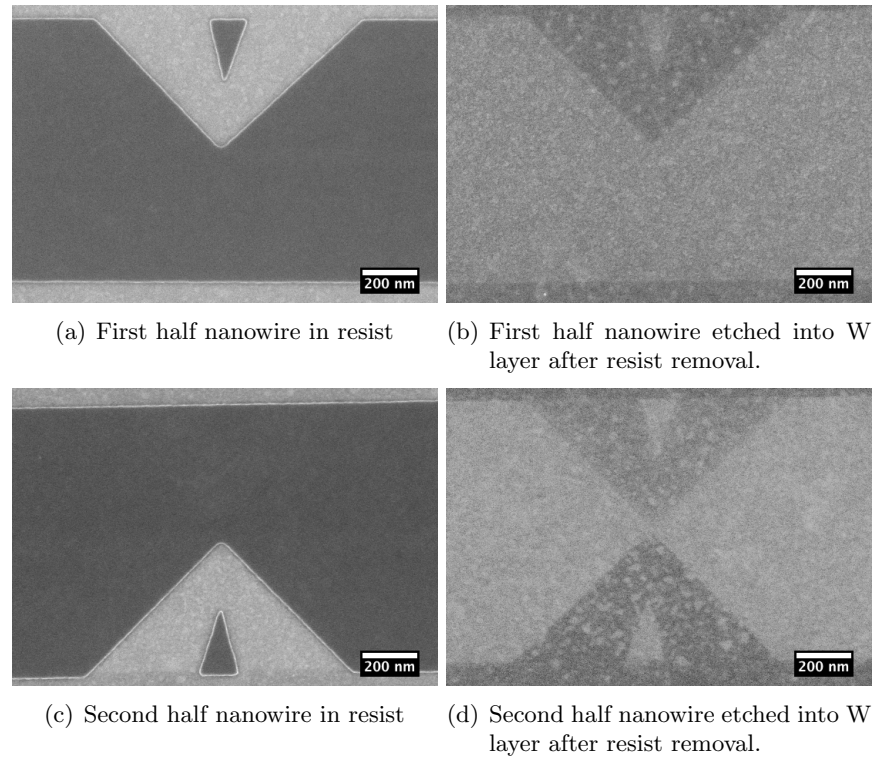 200 nm
200 nm
(a) First half nanowire in resist
(b) First half nanowire etched into W
layer after resist removal.
200 nm
200 nm
(c) Second half nanowire in resist
(d) Second half nanowire etched into W
layer after resist removal.